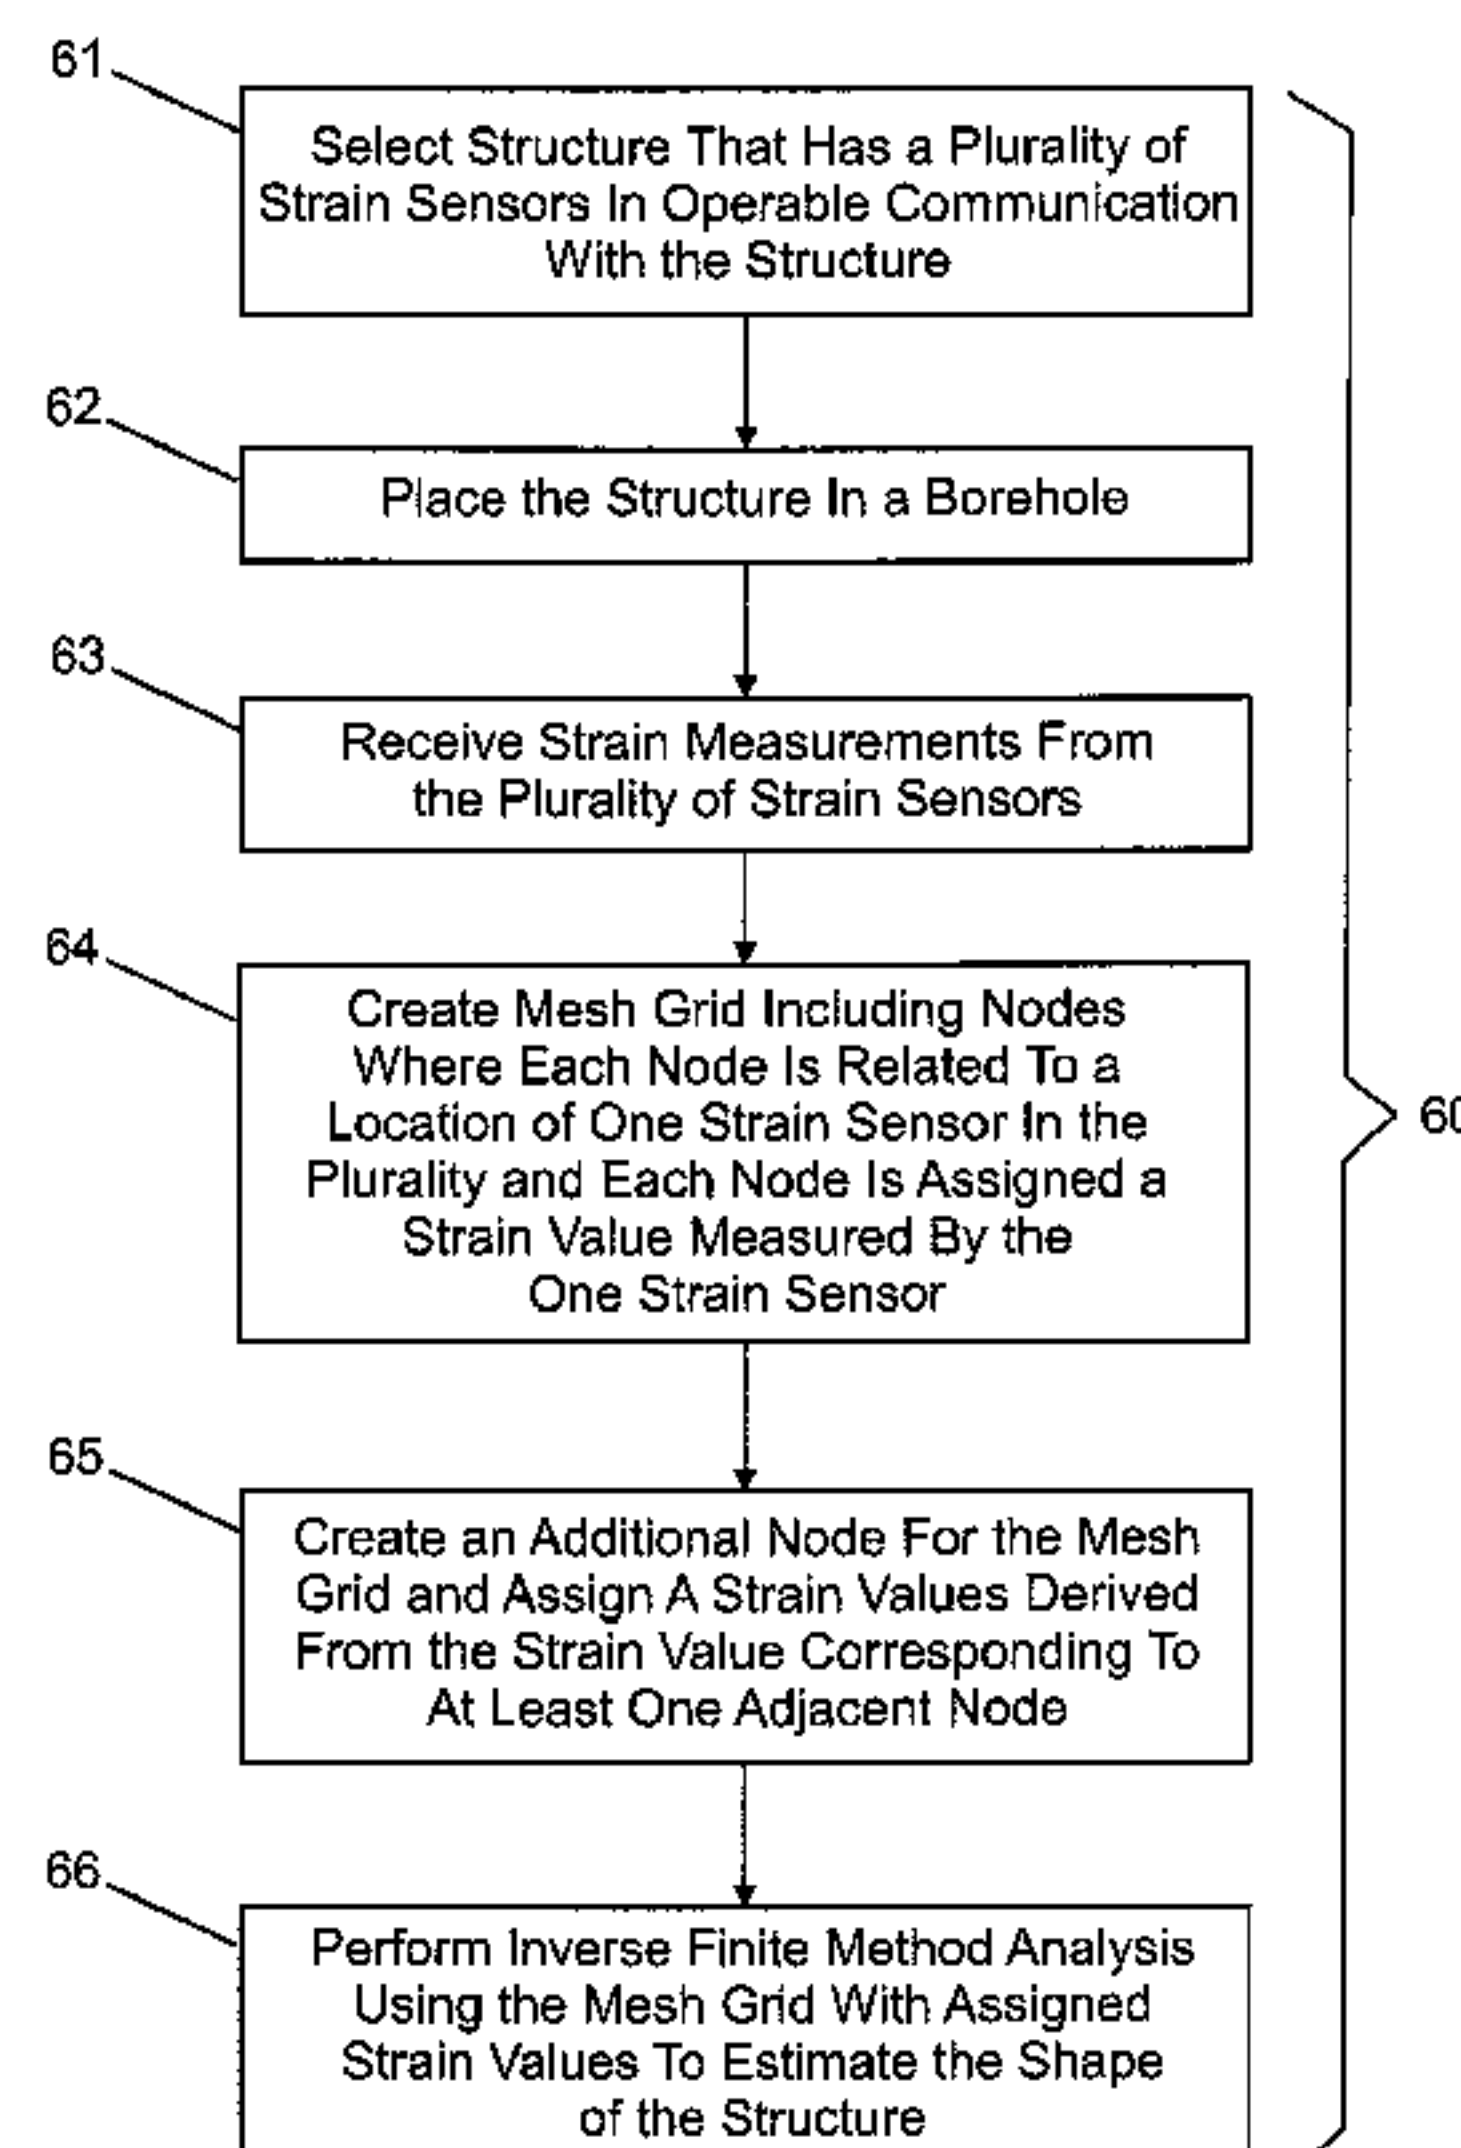 61
Select Structure That Has a Plurality of
Strain Sensors In Operable Communication
With the Structure
62
Place the Structure In a Borehole
63
Receive Strain Measurements From
the Plurality of Strain Sensors
64
Create Mesh Grid Including Nodes
Where Each Node Is Related To a
Location of One Strain Sensor In the
Plurality and Each Node Is Assigned a
Strain Value Measured By the
One Strain Sensor
60
65
Create an Additional Node For the Mesh
Grid and Assign A Strain Values Derived
From the Strain Value Corresponding To
At Least One Adjacent Node
66
Perform Inverse Finite Method Analysis
Using the Mesh Grid With Assigned
Strain Values To Estimate the Shape
of the Structure